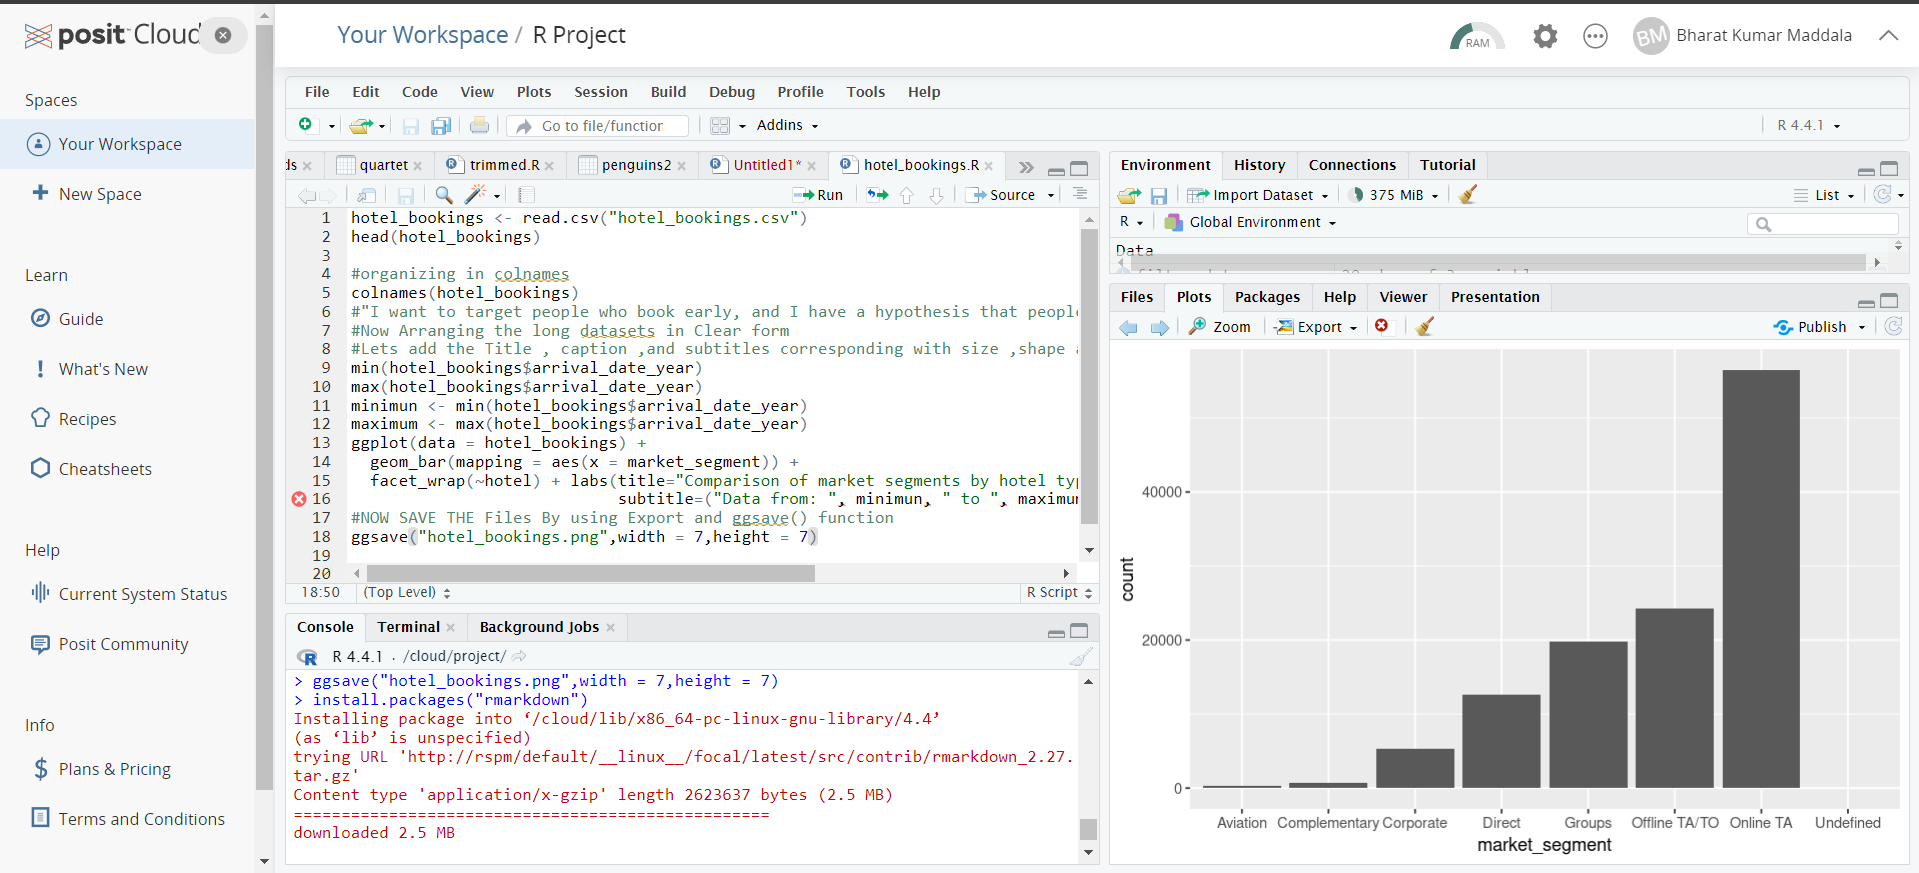 posit Cloud
Your Workspace / R Project
RAM
BM Bharat Kumar Maddala
Spaces
Your Workspace
New Space
Learn
Guide
What's New
Recipes
Cheatsheets
Help
Current System Status
Posit Community
Info
Plans & Pricing
Terms and Conditions
File Edit Code View Plots Session Build Debug Profile Tools Help
Go to file/function Addins R 4.4.1
ds quartet trimmed.R penguins2 Untitled1* hotel_bookings.R
Run Source
1 hotel_bookings <- read.csv("hotel_bookings.csv")
2 head(hotel_bookings)
3
4 #organizing in colnames
5 colnames(hotel_bookings)
6 #"I want to target people who book early, and I have a hypothesis that peopl
7 #Now Arranging the long datasets in Clear form
8 #Lets add the Title , caption ,and subtitles corresponding with size ,shape
9 min(hotel_bookings$arrival_date_year)
10 max(hotel_bookings$arrival_date_year)
11 minimun <- min(hotel_bookings$arrival_date_year)
12 maximum <- max(hotel_bookings$arrival_date_year)
13 ggplot(data = hotel_bookings) +
14 geom_bar(mapping = aes(x = market_segment)) +
15 facet_wrap(~hotel) + labs(title="Comparison of market segments by hotel ty
16 subtitle=("Data from: ", minimun, " to ", maximu
17 #NOW SAVE THE Files By using Export and ggsave() function
18 ggsave("hotel_bookings.png",width = 7,height = 7)
19
20
18:50 (Top Level) R Script
Console Terminal Background Jobs
R 4.4.1 · /cloud/project/
> ggsave("hotel_bookings.png",width = 7,height = 7)
> install.packages("rmarkdown")
Installing package into ‘/cloud/lib/x86_64-pc-linux-gnu-library/4.4’
(as ‘lib’ is unspecified)
trying URL 'http://rspm/default/__linux__/focal/latest/src/contrib/rmarkdown_2.27.
tar.gz'
Content type 'application/x-gzip' length 2623637 bytes (2.5 MB)
==================================================
downloaded 2.5 MB
Environment History Connections Tutorial
Import Dataset 375 MiB List
R Global Environment
Data
Files Plots Packages Help Viewer Presentation
Zoom Export Publish
40000
20000
0
count
Aviation Complementary Corporate Direct Groups Offline TA/TO Online TA Undefined
market_segment